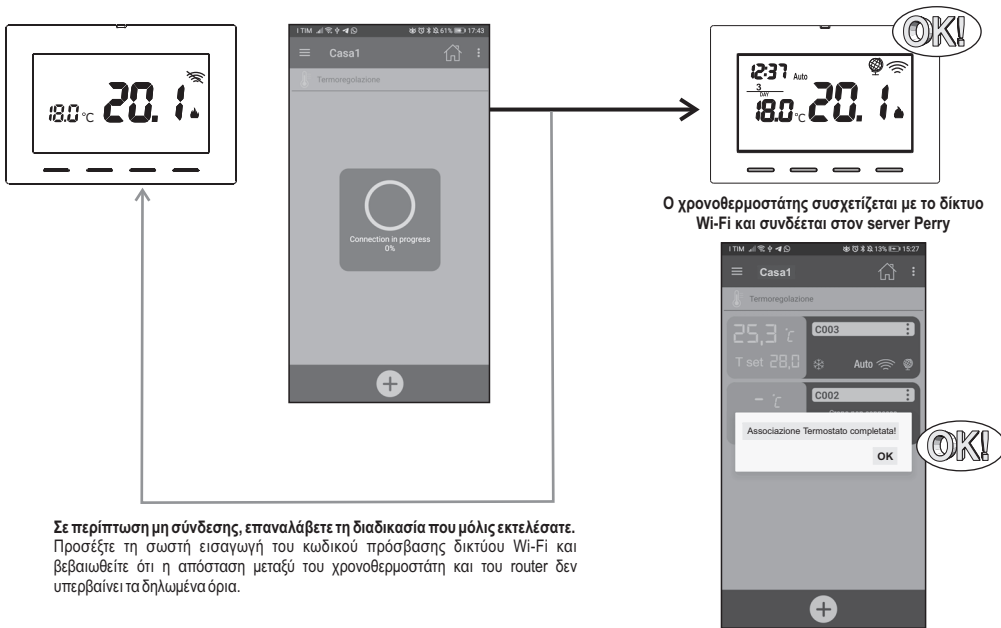 18.0 °C 20.1
I TIM 61% 17:43
Casa1
Termoregolazione
Connection in progress
0%
OK!
12:37 Auto
3
DAY
18.0 °C 20.1
Ο χρονοθερμοστάτης συσχετίζεται με το δίκτυο
Wi-Fi και συνδέεται στον server Perry
I TIM 13% 15:27
Casa1
Termoregolazione
25,3 °C C003
T set 28,0 Auto
- °C C002
Associazione Termostato completata!
OK
OK!
Σε περίπτωση μη σύνδεσης, επαναλάβετε τη διαδικασία που μόλις εκτελέσατε.
Προσέξτε τη σωστή εισαγωγή του κωδικού πρόσβασης δικτύου Wi-Fi και
βεβαιωθείτε ότι η απόσταση μεταξύ του χρονοθερμοστάτη και του router δεν
υπερβαίνει τα δηλωμένα όρια.